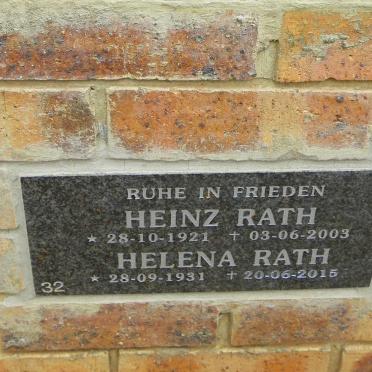 RUHE IN FRIEDEN
HEINZ RATH
* 28-10-1921 † 03-06-2003
HELENA RATH
* 28-09-1931 † 20-06-2015
32